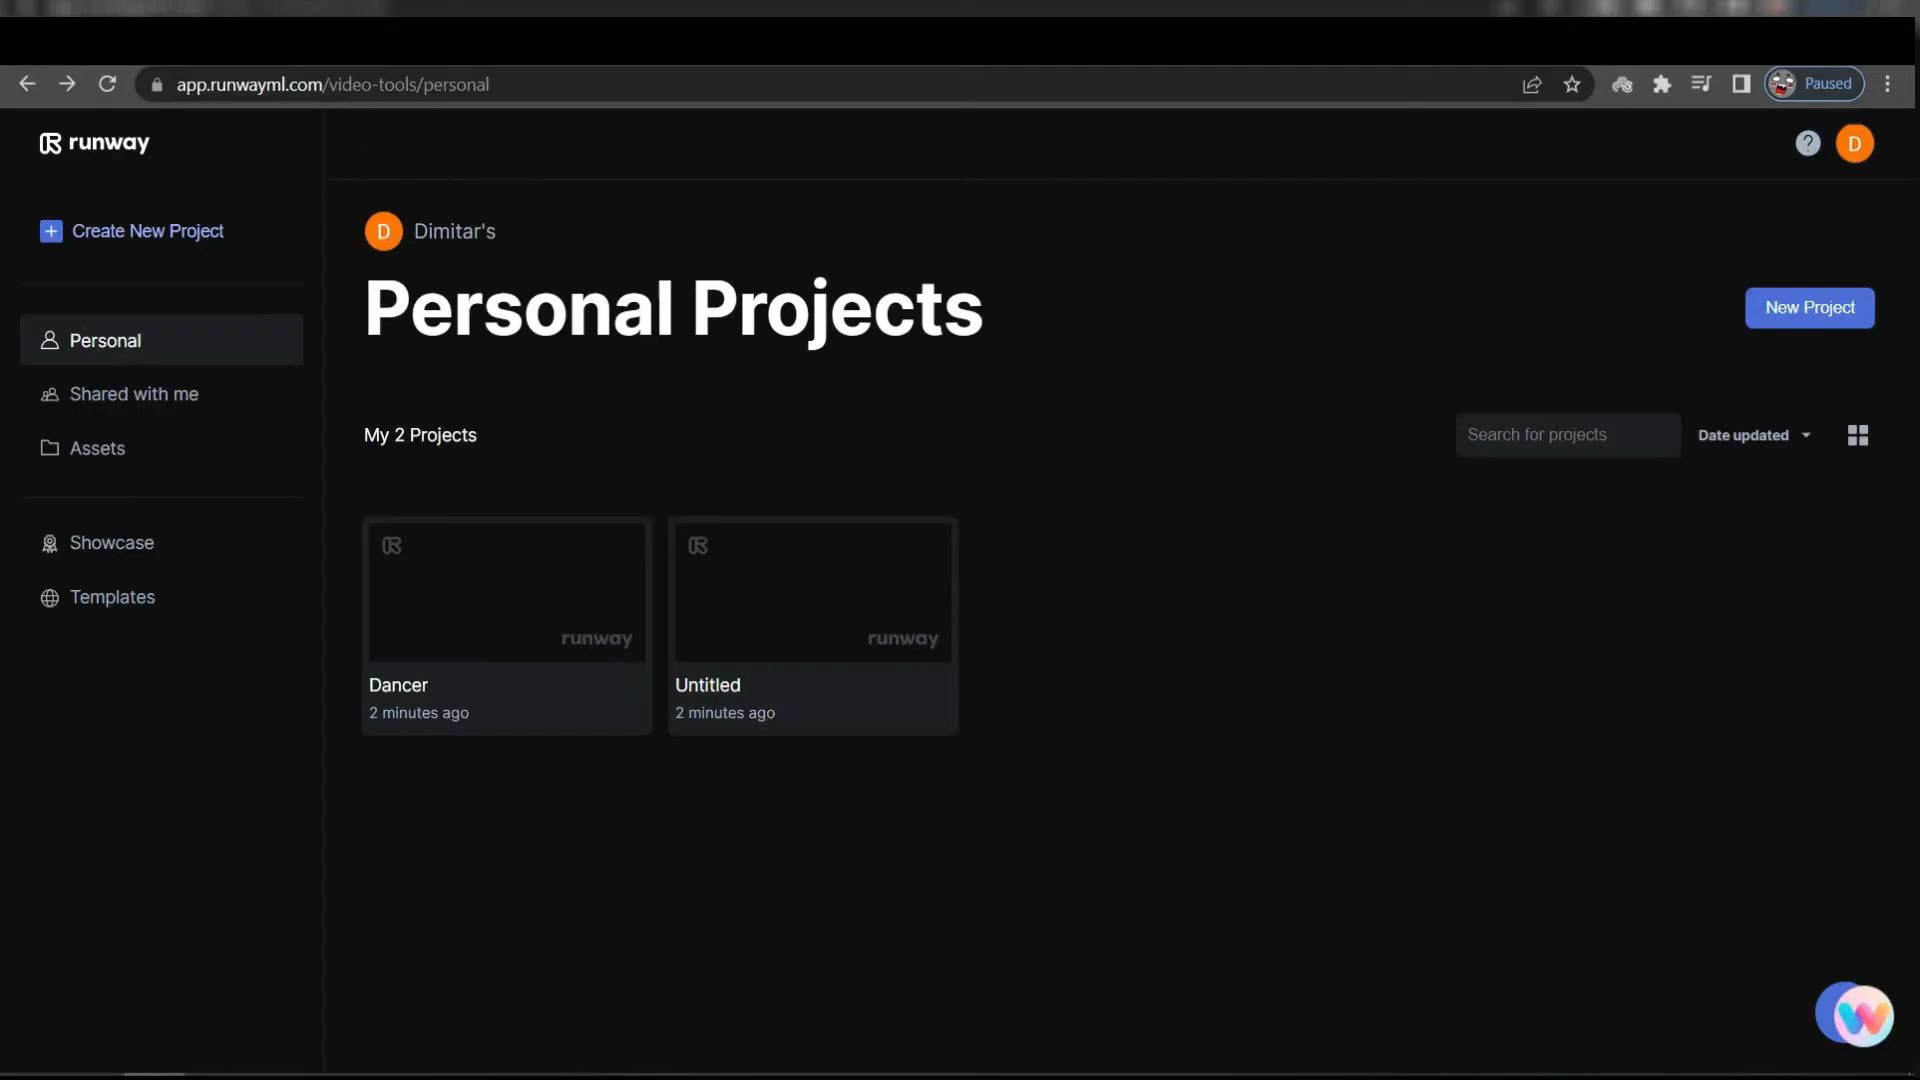 app.runwayml.com/video-tools/personal
Paused
runway
?
D
Create New Project
D Dimitar's
Personal Projects
New Project
Personal
Shared with me
Assets
My 2 Projects
Search for projects
Date updated
Showcase
Templates
runway
runway
Dancer
2 minutes ago
Untitled
2 minutes ago